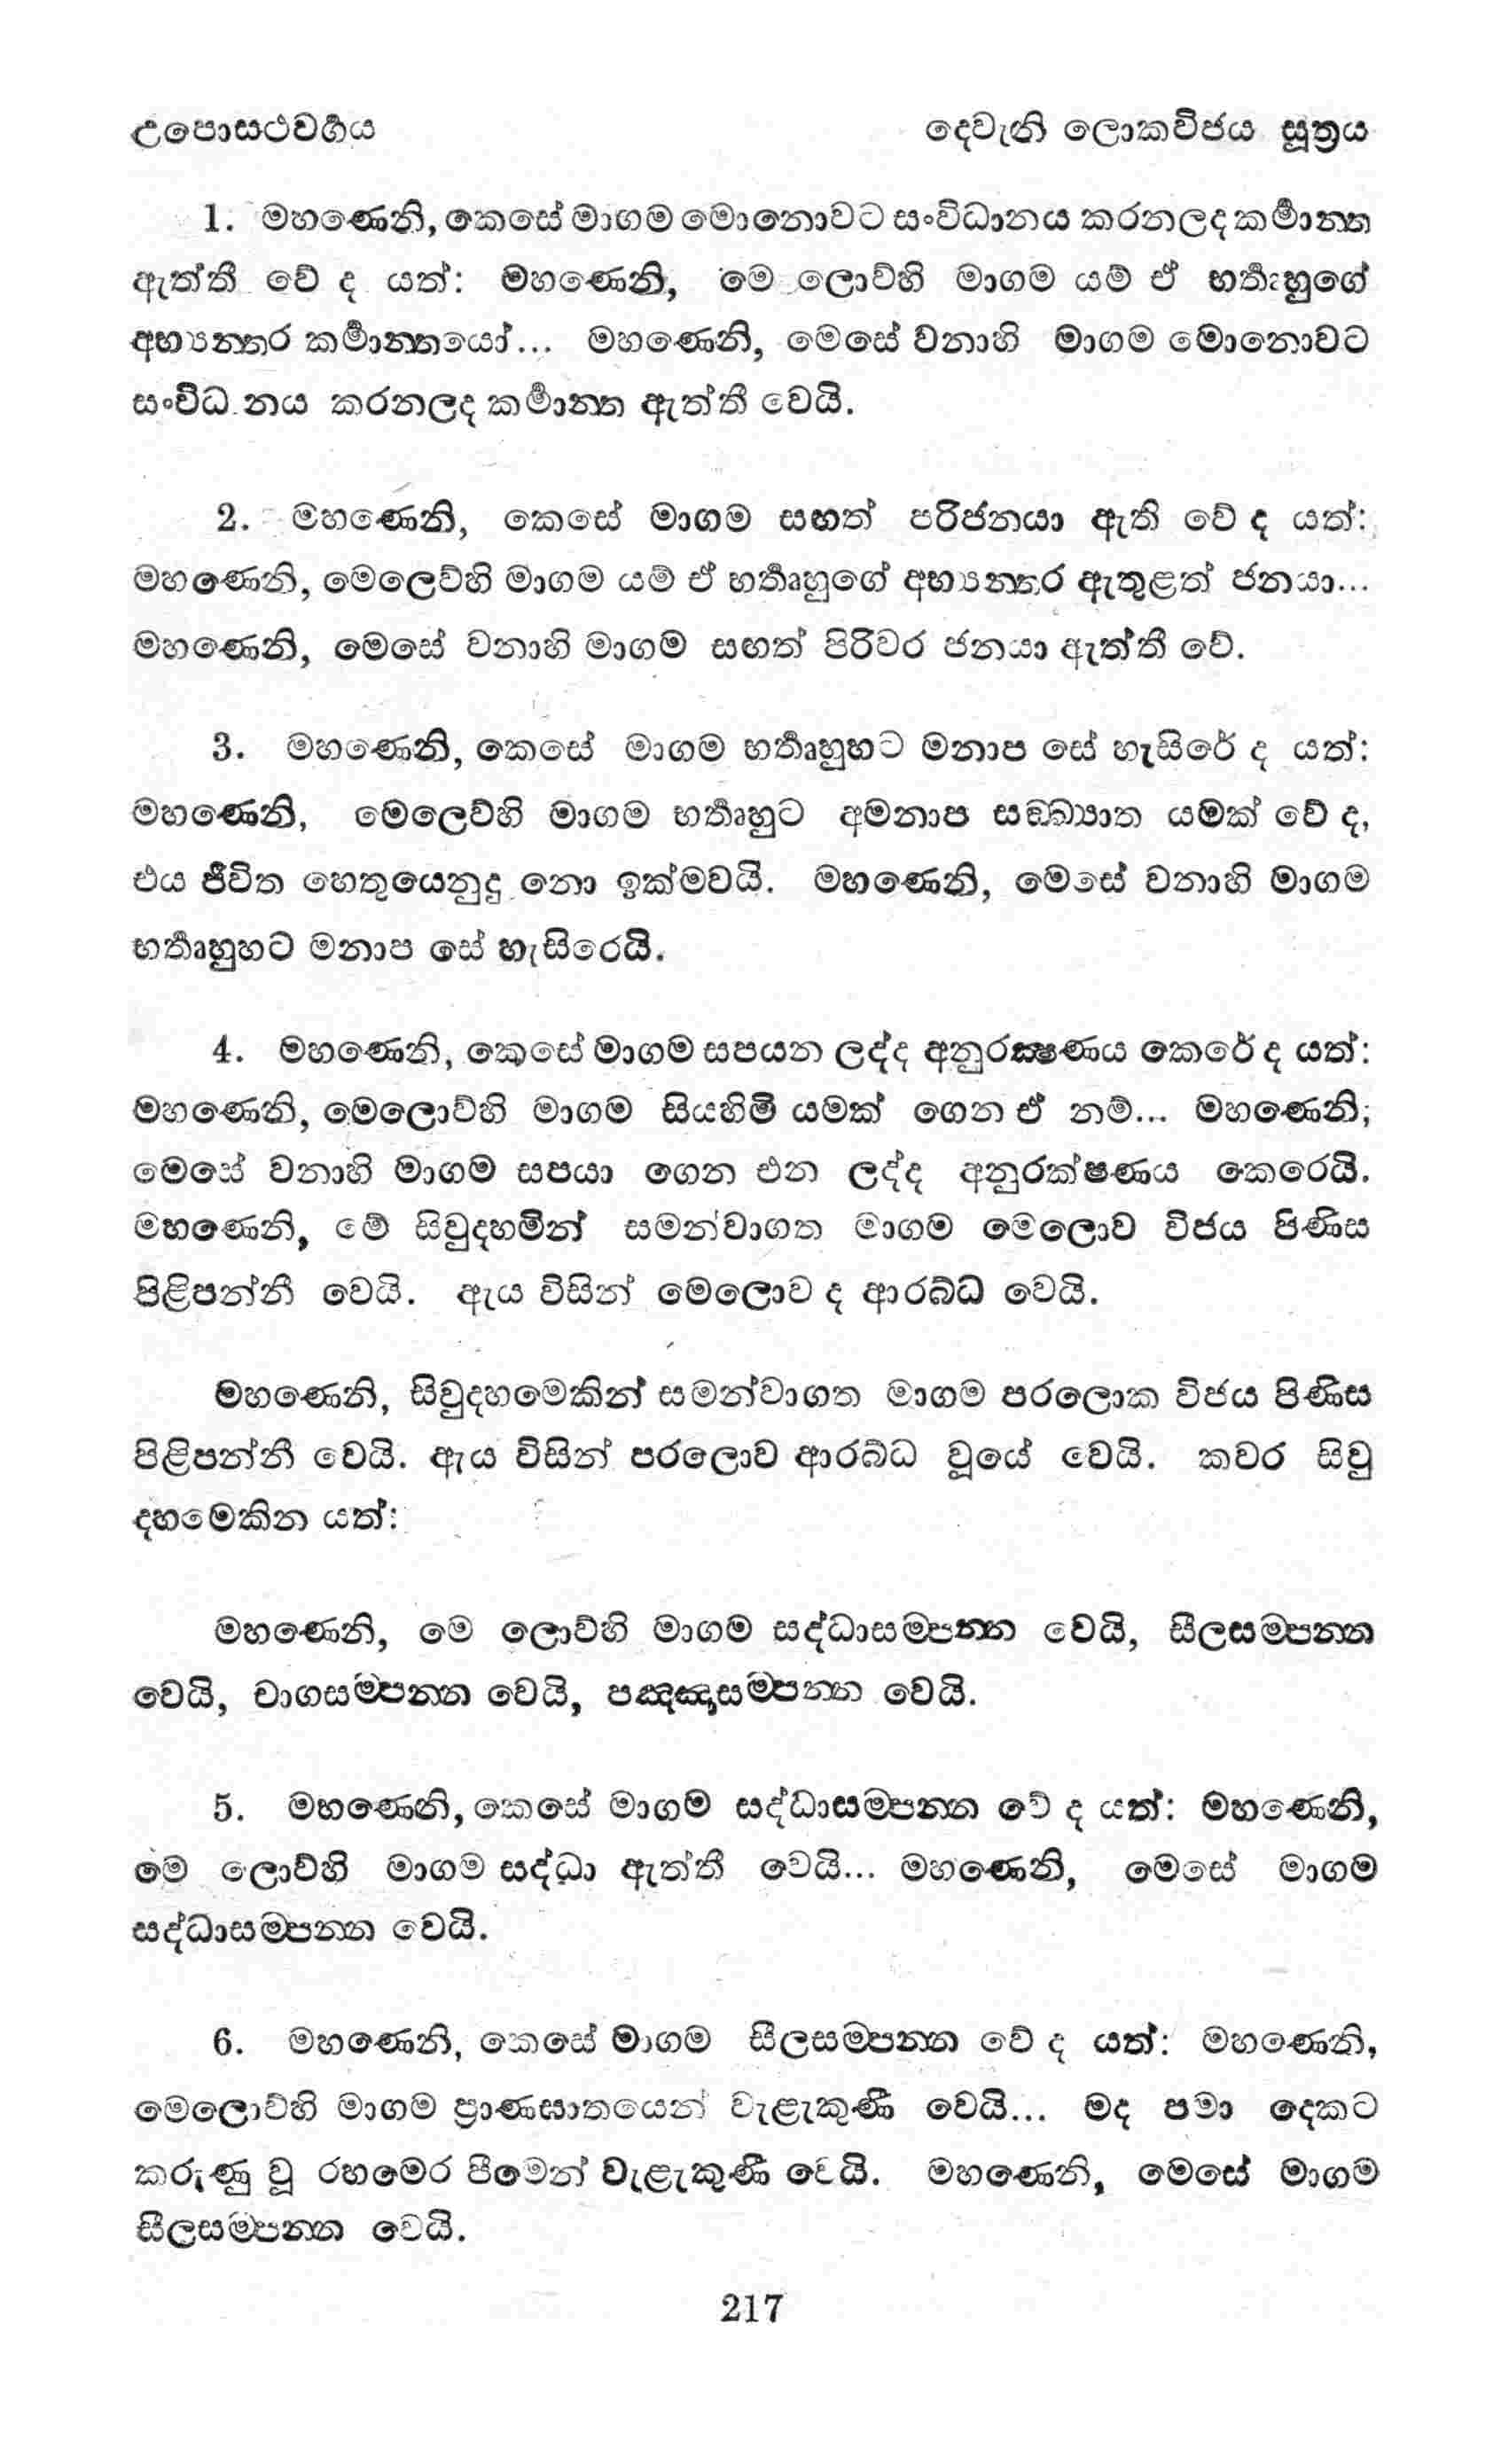 උපොසථවර්‍ගය
දෙවැනි ලොකවිජය සූත්‍රය
1. මහණෙනි, කෙසේ මාගම මොනොවට සංවිධානය කරනලද කර්‍මාන්‍ත
ඇත්තී වේ ද යත්: මහණෙනි, මෙ ලොව්හි මාගම යම් ඒ භර්‍තෘහුගේ
අභ්‍යන්‍තර කර්‍මාන්‍තයෝ... මහණෙනි, මෙසේ වනාහි මාගම මොනොවට
සංවිධානය කරනලද කර්‍මාන්‍ත ඇත්තී වෙයි.
2. මහණෙනි, කෙසේ මාගම සඟත් පරිජනයා ඇති වේ ද යත්:
මහණෙනි, මෙලෙව්හි මාගම යම් ඒ භර්‍තෘහුගේ අභ්‍යන්‍තර ඇතුළත් ජනයා...
මහණෙනි, මෙසේ වනාහි මාගම සඟත් පිරිවර ජනයා ඇත්තී වේ.
3. මහණෙනි, කෙසේ මාගම භර්‍තෘහුහට මනාප සේ හැසිරේ ද යත්:
මහණෙනි, මෙලෙව්හි මාගම භර්‍තෘහුට අමනාප සඞ්‍ඛ්‍යාත යමක් වේ ද,
එය ජීවිත හෙතුයෙනුදු නො ඉක්මවයි. මහණෙනි, මෙසේ වනාහි මාගම
භර්‍තෘහුහට මනාප සේ හැසිරෙයි.
4. මහණෙනි, කෙසේ මාගම සපයන ලද්ද අනුරක්‍ෂණය කෙරේ ද යත්:
මහණෙනි, මෙලොව්හි මාගම සියහිමි යමක් ගෙන ඒ නම්... මහණෙනි,
මෙසේ වනාහි මාගම සපයා ගෙන එන ලද්ද අනුරක්ෂණය කෙරෙයි.
මහණෙනි, මේ සිවුදහමින් සමන්වාගත මාගම මෙලොව විජය පිණිස
පිළිපන්නී වෙයි. ඇය විසින් මෙලොව ද ආරබ්ධ වෙයි.
මහණෙනි, සිවුදහමෙකින් සමන්වාගත මාගම පරලොක විජය පිණිස
පිළිපන්නී වෙයි. ඇය විසින් පරලොව ආරබ්ධ වූයේ වෙයි. කවර සිවු
දහමෙකින යත්:
මහණෙනි, මෙ ලොව්හි මාගම සද්ධාසම්‍පන්‍න වෙයි, සීලසම්‍පන්‍න
වෙයි, චාගසම්‍පන්‍න වෙයි, පඤ්‍ඤාසම්‍පන්‍න වෙයි.
5. මහණෙනි, කෙසේ මාගම සද්ධාසම්‍පන්‍න වේ ද යත්: මහණෙනි,
මෙ ලොව්හි මාගම සද්ධා ඇත්තී වෙයි... මහණෙනි, මෙසේ මාගම
සද්ධාසම්‍පන්‍න වෙයි.
6. මහණෙනි, කෙසේ මාගම සීලසම්‍පන්‍න වේ ද යත්: මහණෙනි,
මෙලොව්හි මාගම ප්‍රාණඝාතයෙන් වැළැකුණී වෙයි... මද පමා දෙකට
කරුණු වූ රහමෙර පීමෙන් වැළැකුණී වෙයි. මහණෙනි, මෙසේ මාගම
සීලසම්‍පන්‍න වෙයි.
217